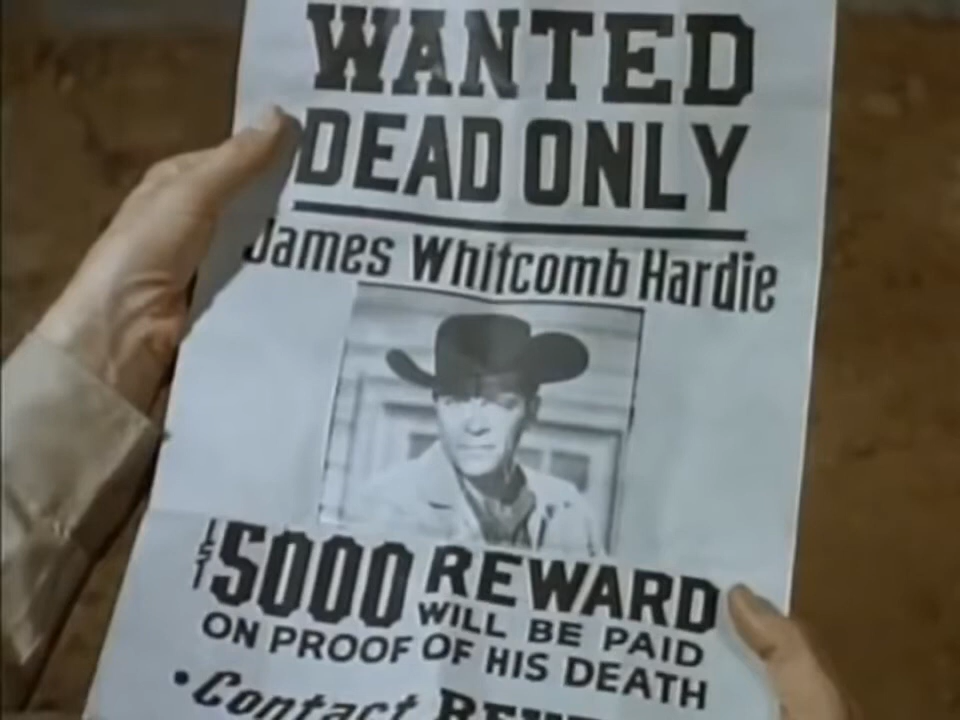 WANTED
DEAD ONLY
James Whitcomb Hardie
$5000 REWARD
WILL BE PAID
ON PROOF OF HIS DEATH
•Contact